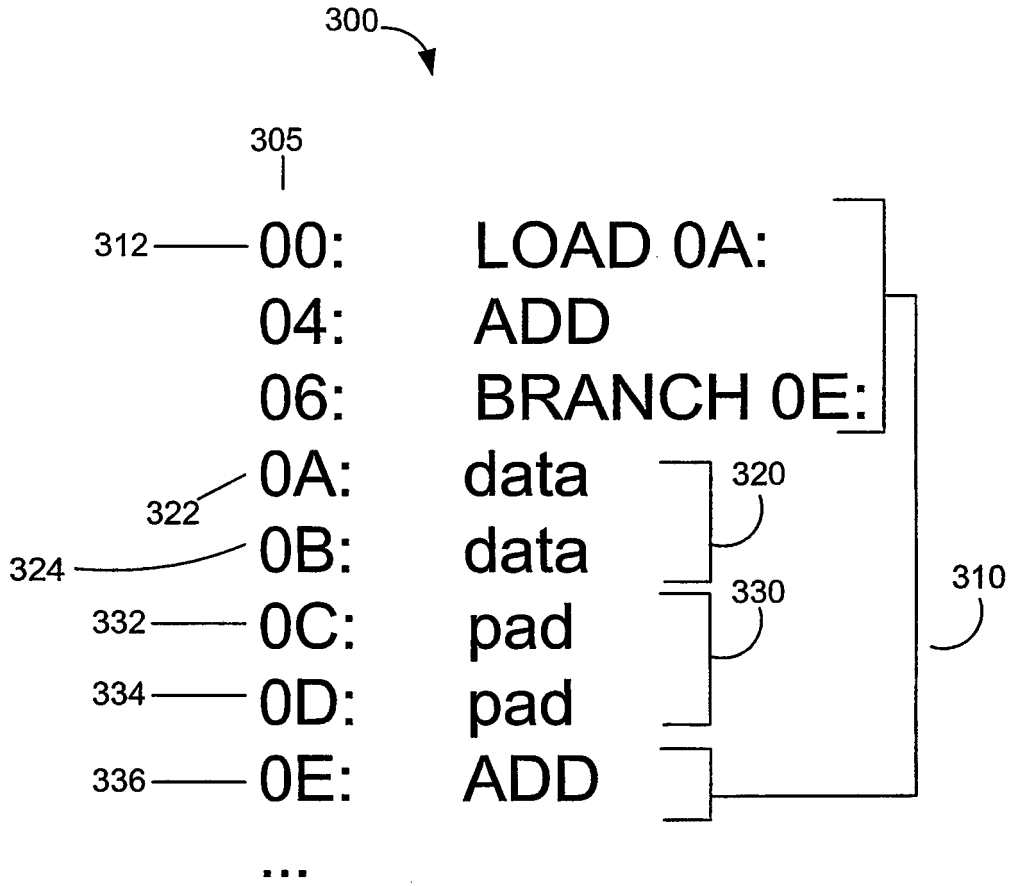 300
305
312 00: LOAD 0A:
04: ADD
06: BRANCH 0E:
322 0A: data 320
324 0B: data
332 0C: pad 330
310
334 0D: pad
336 0E: ADD
...